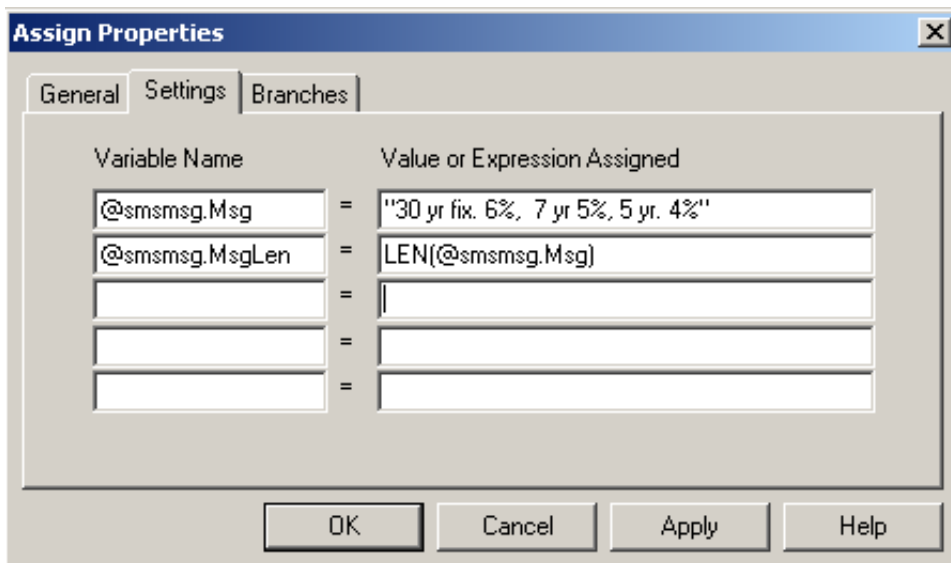 Assign Properties
General Settings Branches
Variable Name Value or Expression Assigned
@smsmsg.Msg = "30 yr fix. 6%,  7 yr 5%, 5 yr. 4%"
@smsmsg.MsgLen = LEN(@smsmsg.Msg)
=
=
=
OK Cancel Apply Help